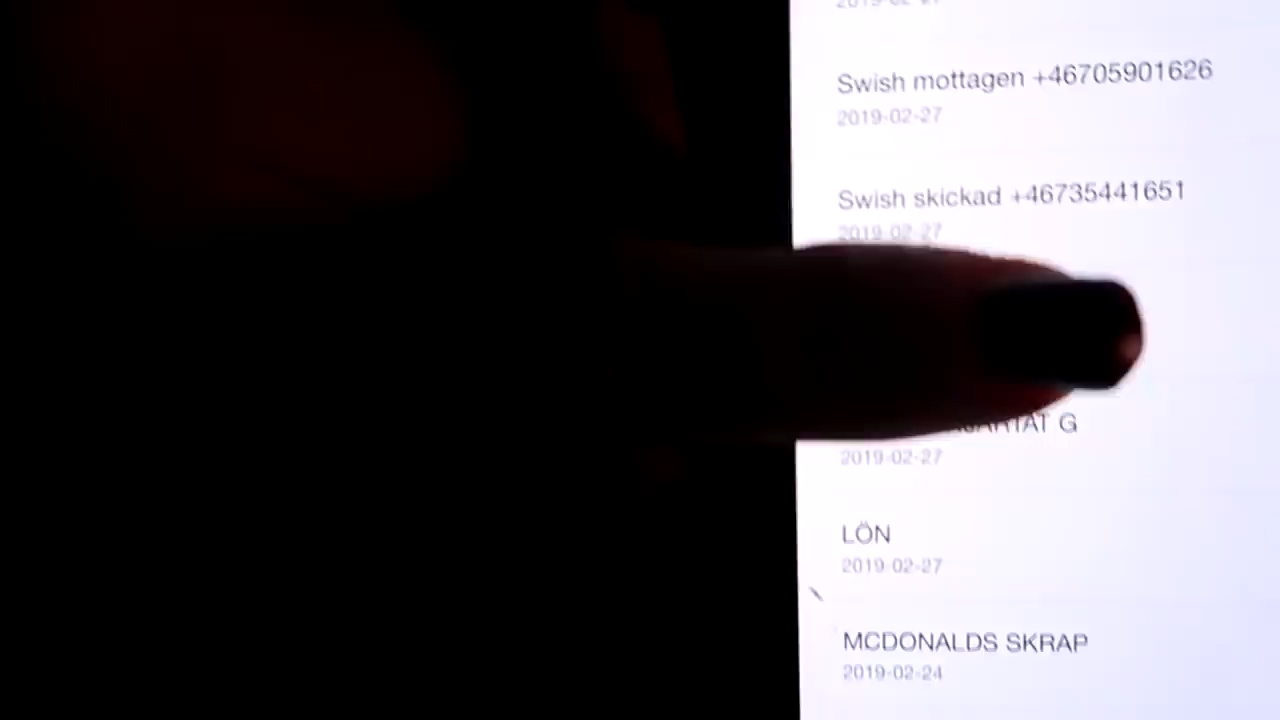 Swish mottagen +46705901626
2019-02-27
Swish skickad +46735441651
2019-02-27
G
2019-02-27
LÖN
2019-02-27
MCDONALDS SKRAP
2019-02-24